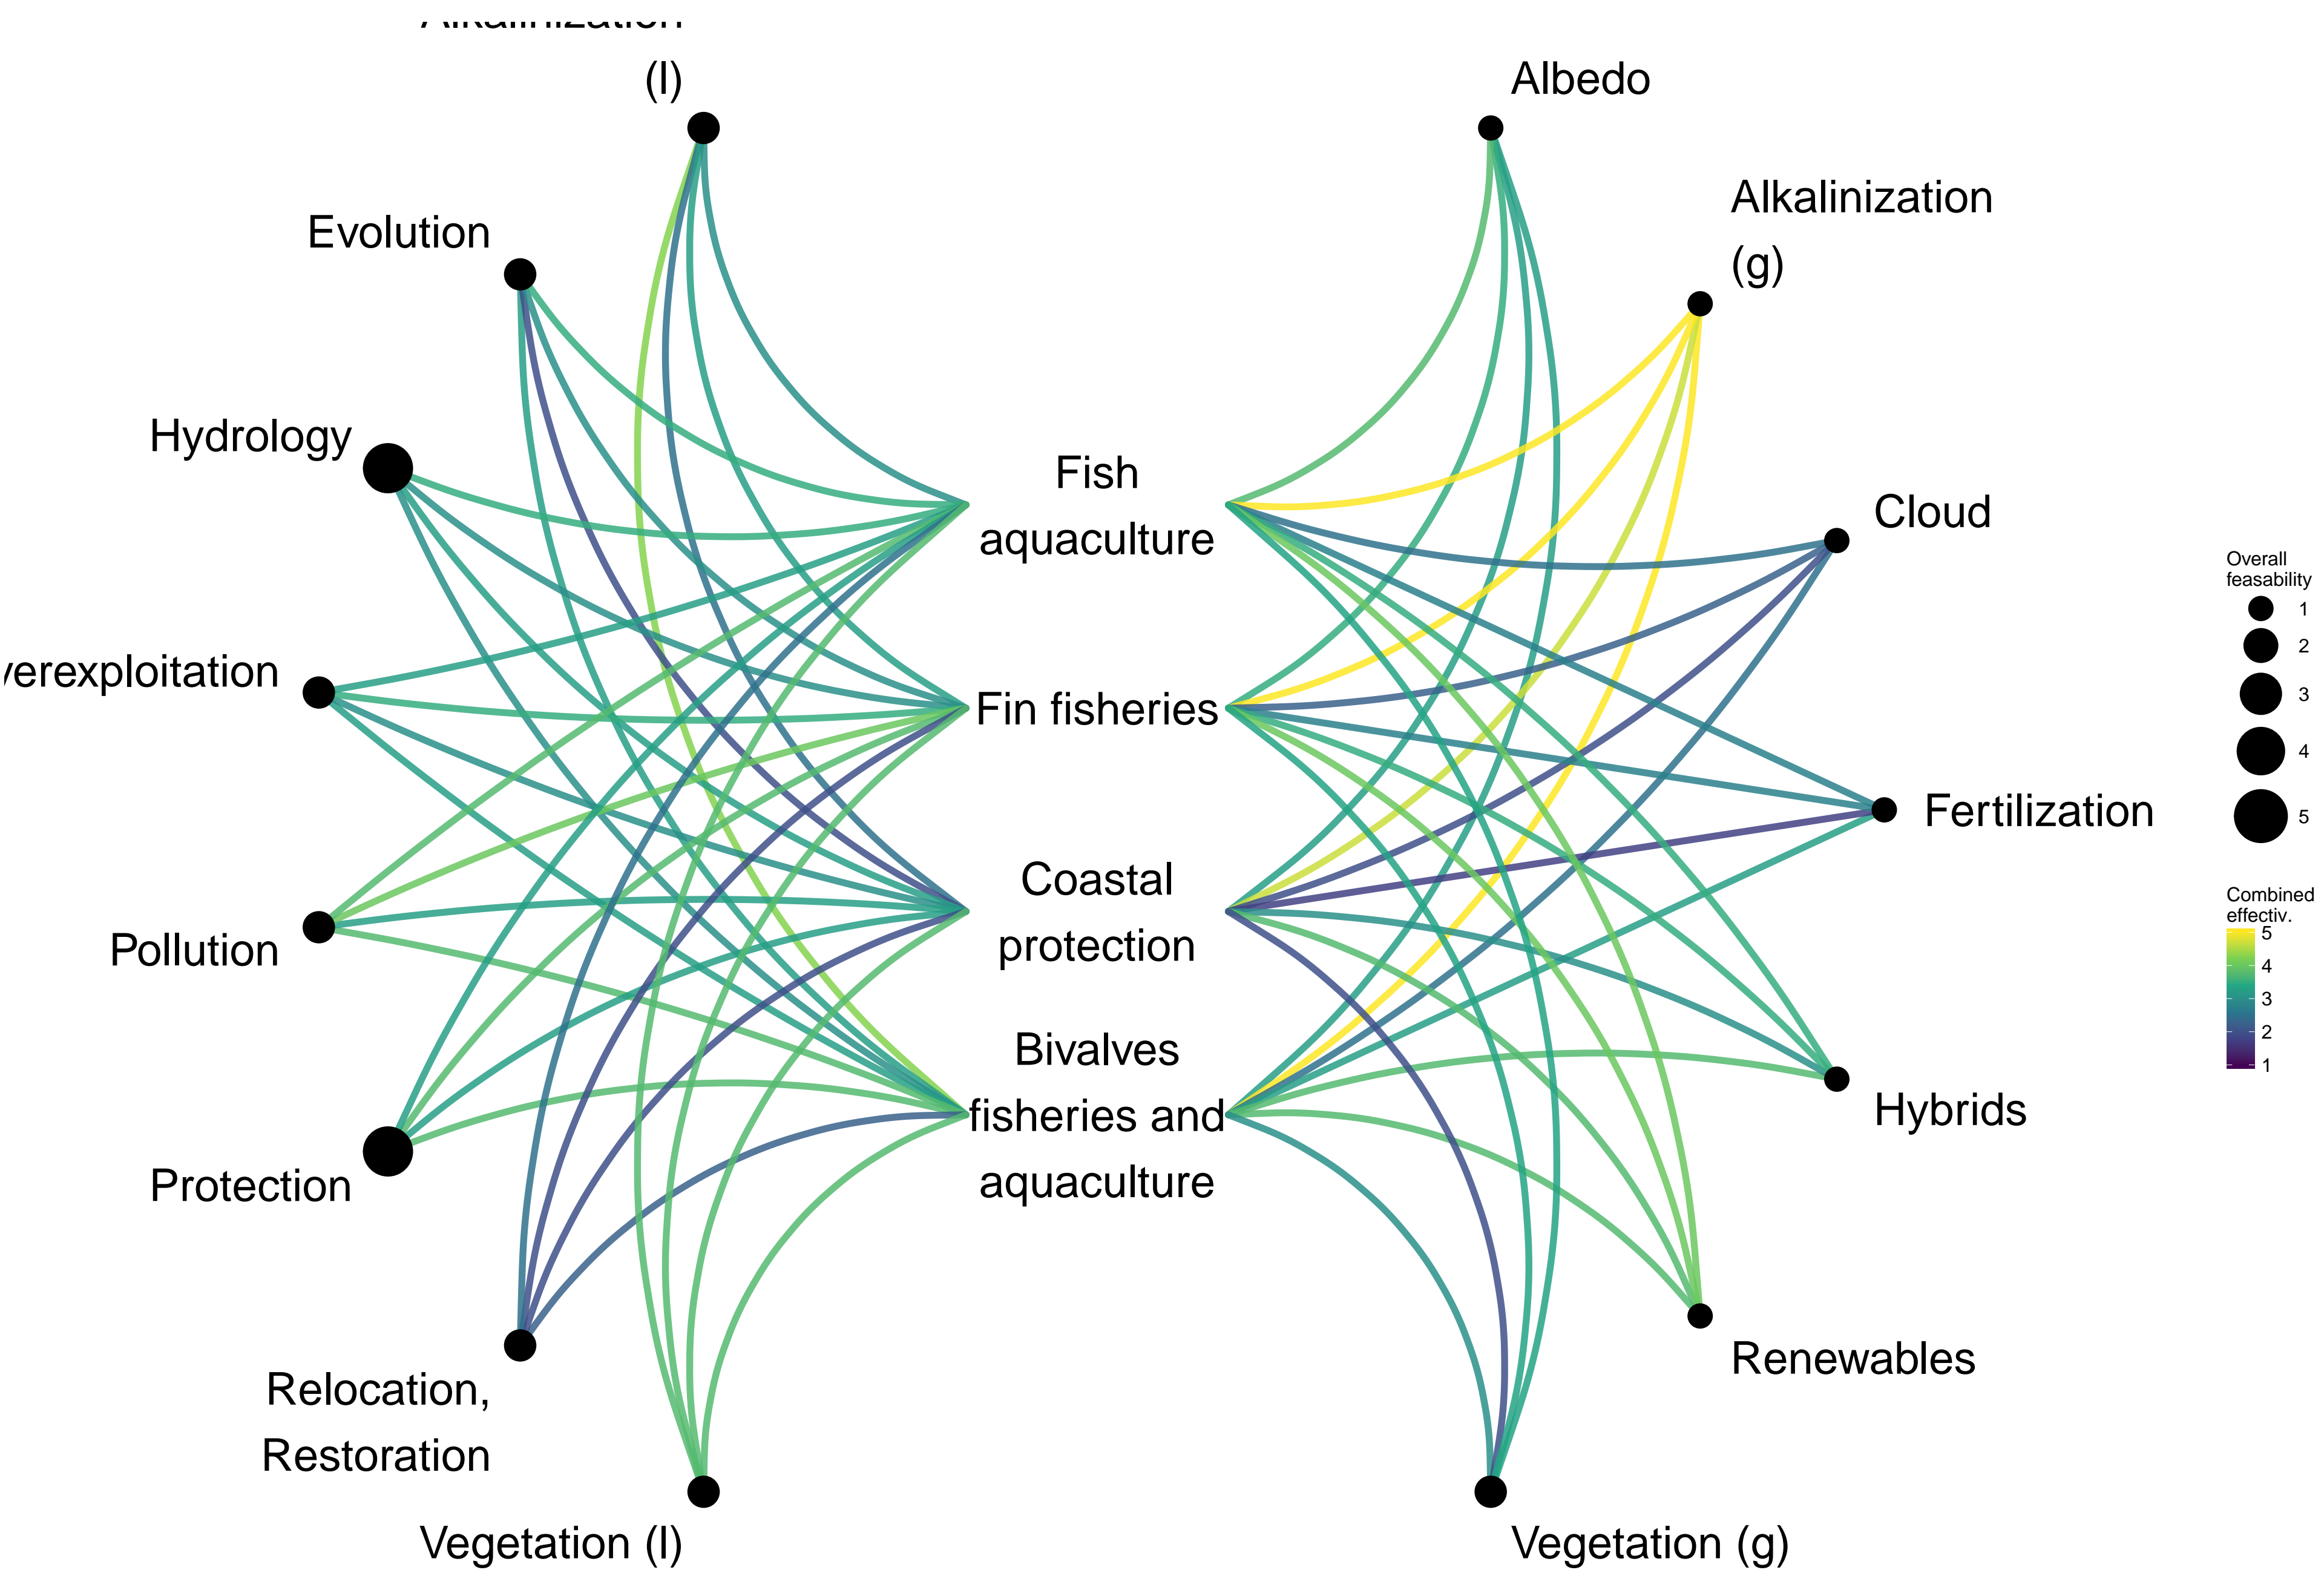 (l)
Albedo
Alkalinization
(g)
Evolution
Hydrology
Fish
aquaculture
Cloud
Overall
feasability
1
2
3
4
5
verexploitation
Fin fisheries
Fertilization
Coastal
protection
Combined
effectiv.
5
4
3
2
1
Pollution
Bivalves
fisheries and
aquaculture
Hybrids
Protection
Relocation,
Restoration
Renewables
Vegetation (l)
Vegetation (g)